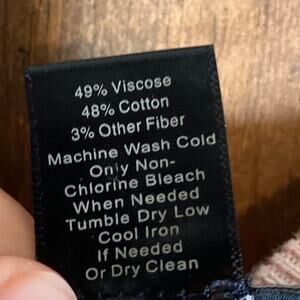 49% Viscose
48% Cotton
3% Other Fiber
Machine Wash Cold
Only Non-
Chlorine Bleach
When Needed
Tumble Dry Low
Cool Iron
If Needed
Or Dry Clean